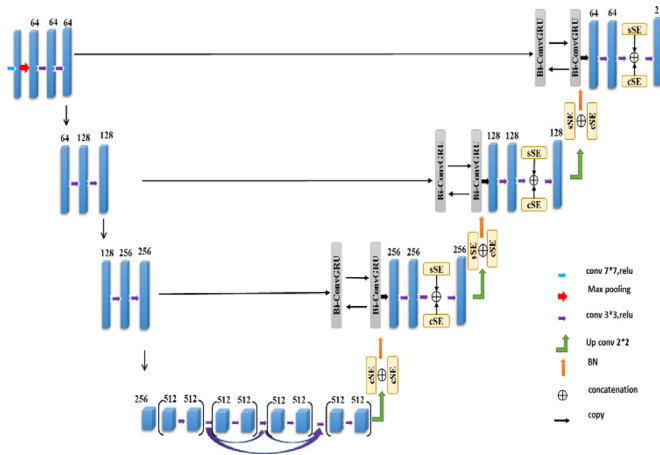 64 64 64
Bi-ConvGRU
Bi-ConvGRU
64 64
sSE
cSE
2
sSE
cSE
64 128 128
Bi-ConvGRU
Bi-ConvGRU
128 128
sSE
cSE
128
sSE
cSE
128 256 256
Bi-ConvGRU
Bi-ConvGRU
256 256
sSE
cSE
256
cSE
cSE
256 512 512 512 512 512 512 512 512
conv 7*7,relu
Max pooling
conv 3*3,relu
Up conv 2*2
BN
concatenation
copy